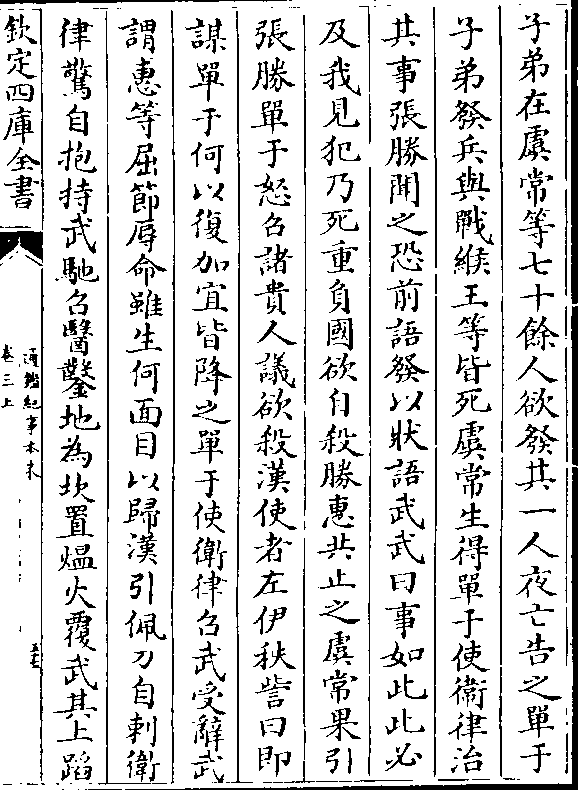 子弟在虞常等七十餘人欲發其一人夜亡告之單于
子弟發兵與戰緱王等皆死虞常生得單于使衛律治
其事張勝聞之恐前語發以狀語武武曰事如此此必
及我見犯乃死重負國欲自殺勝惠共止之虞常果引
張勝單于怒召諸貴人議欲殺漢使者左伊秩訾曰即
謀單于何以復加宜皆降之單于使衛律召武受辭武
謂惠等屈節辱命雖生何面目以歸漢引佩刀自刺衛
律驚自抱持武馳召醫鑿地為坎置熅火覆武其上蹈
欽定四庫全書
通鑑紀事本末
卷三上